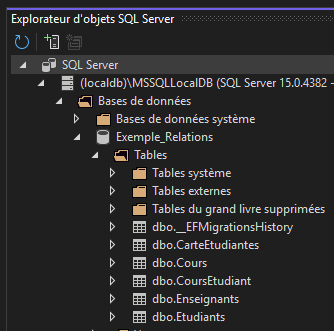 Explorateur d'objets SQL Server
SQL Server
(localdb)\MSSQLLocalDB (SQL Server 15.0.4382 -
Bases de données
Bases de données système
Exemple_Relations
Tables
Tables système
Tables externes
Tables du grand livre supprimées
dbo.__EFMigrationsHistory
dbo.CarteEtudiantes
dbo.Cours
dbo.CoursEtudiant
dbo.Enseignants
dbo.Etudiants